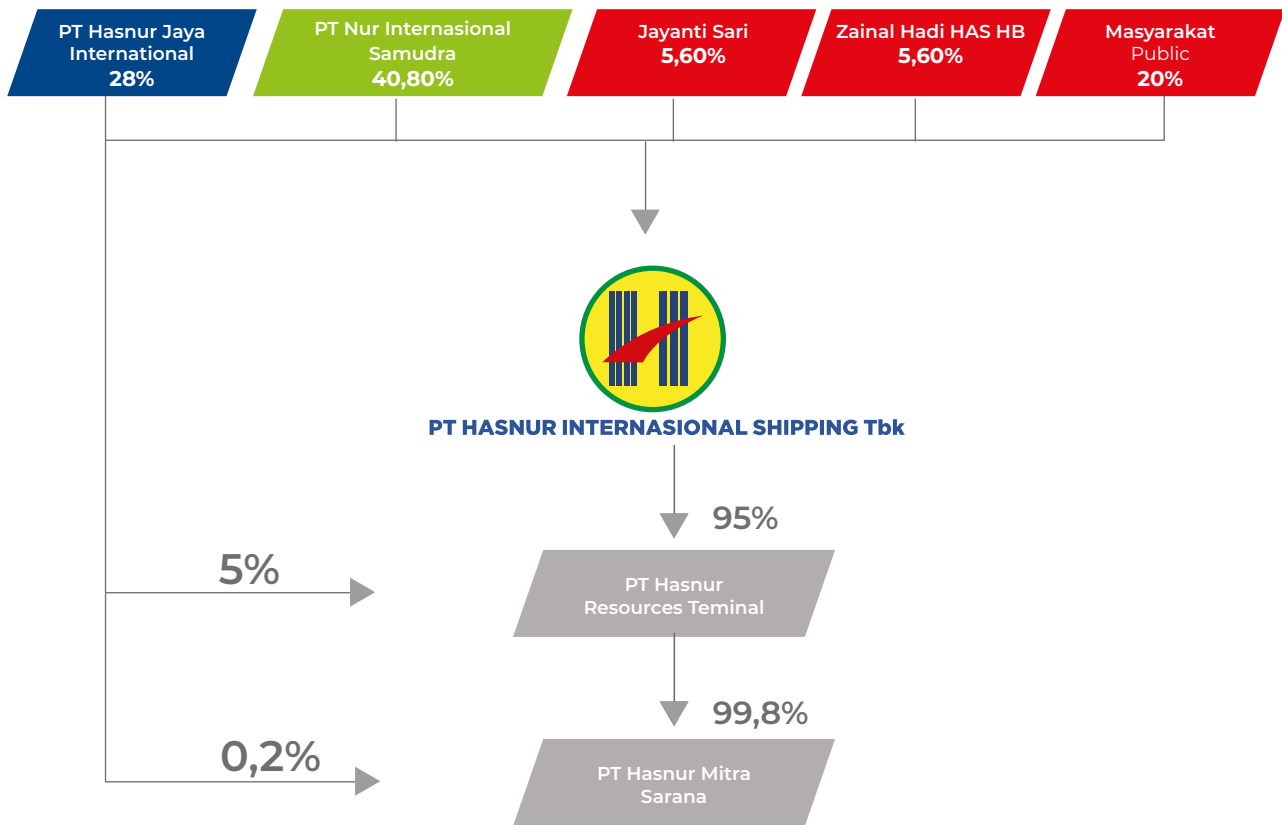 PT Hasnur Jaya
International
28%
PT Nur Internasional
Samudra
40,80%
Jayanti Sari
5,60%
Zainal Hadi HAS HB
5,60%
Masyarakat
Public
20%
PT HASNUR INTERNASIONAL SHIPPING Tbk
95%
5%
PT Hasnur
Resources Teminal
99,8%
0,2%
PT Hasnur Mitra
Sarana